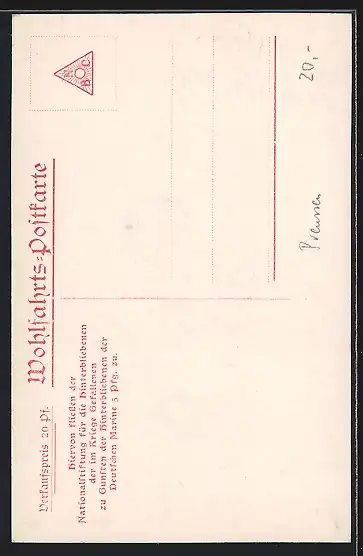 Wohlfahrts-Postkarte
Verkaufspreis 20 Pf.
Hiervon fließen der
Nationalstiftung für die Hinterbliebenen
der im Kriege Gefallenen
zu Gunsten der Hinterbliebenen der
Deutschen Marine 5 Pfg. zu.
N
B C
20,-
Preussen